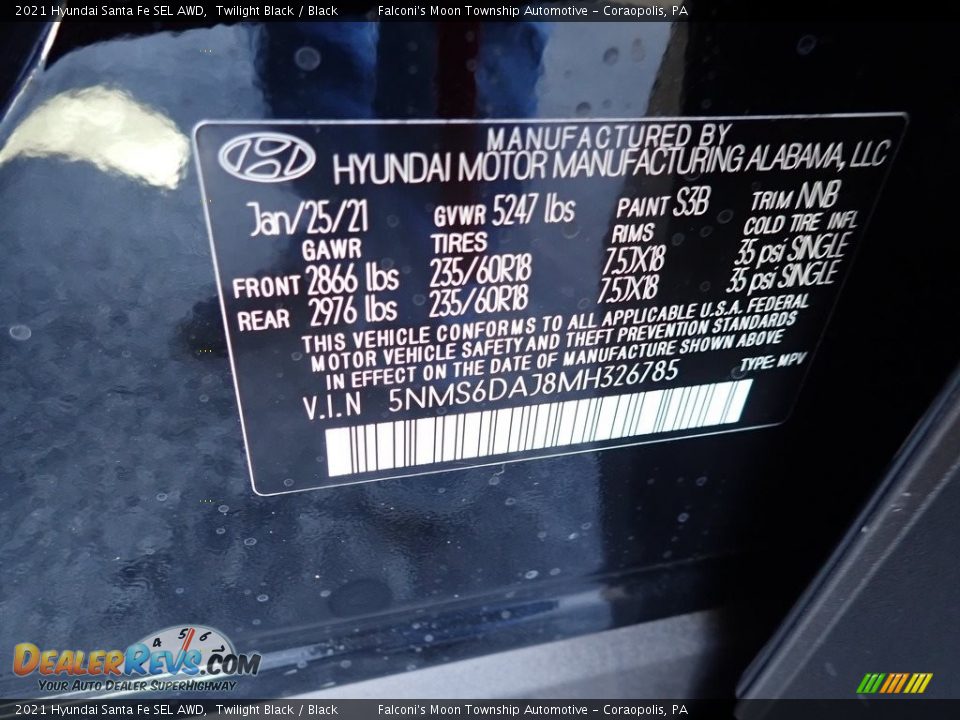 2021 Hyundai Santa Fe SEL AWD, Twilight Black / Black Falconi's Moon Township Automotive - Coraopolis, PA
MANUFACTURED BY
HYUNDAI MOTOR MANUFACTURING ALABAMA, LLC
Jan/25/21 GVWR 5247 lbs PAINT S3B TRIM NNB
GAWR TIRES RIMS COLD TIRE INFL
FRONT 2866 lbs 235/60R18 7.5JX18 35 psi SINGLE
REAR 2976 lbs 235/60R18 7.5JX18 35 psi SINGLE
THIS VEHICLE CONFORMS TO ALL APPLICABLE U.S.A. FEDERAL
MOTOR VEHICLE SAFETY AND THEFT PREVENTION STANDARDS
IN EFFECT ON THE DATE OF MANUFACTURE SHOWN ABOVE
V.I.N 5NMS6DAJ8MH326785 TYPE: MPV
4 5 6 7
DEALERREVS.COM
YOUR AUTO DEALER SUPERHIGHWAY
2021 Hyundai Santa Fe SEL AWD, Twilight Black / Black Falconi's Moon Township Automotive - Coraopolis, PA